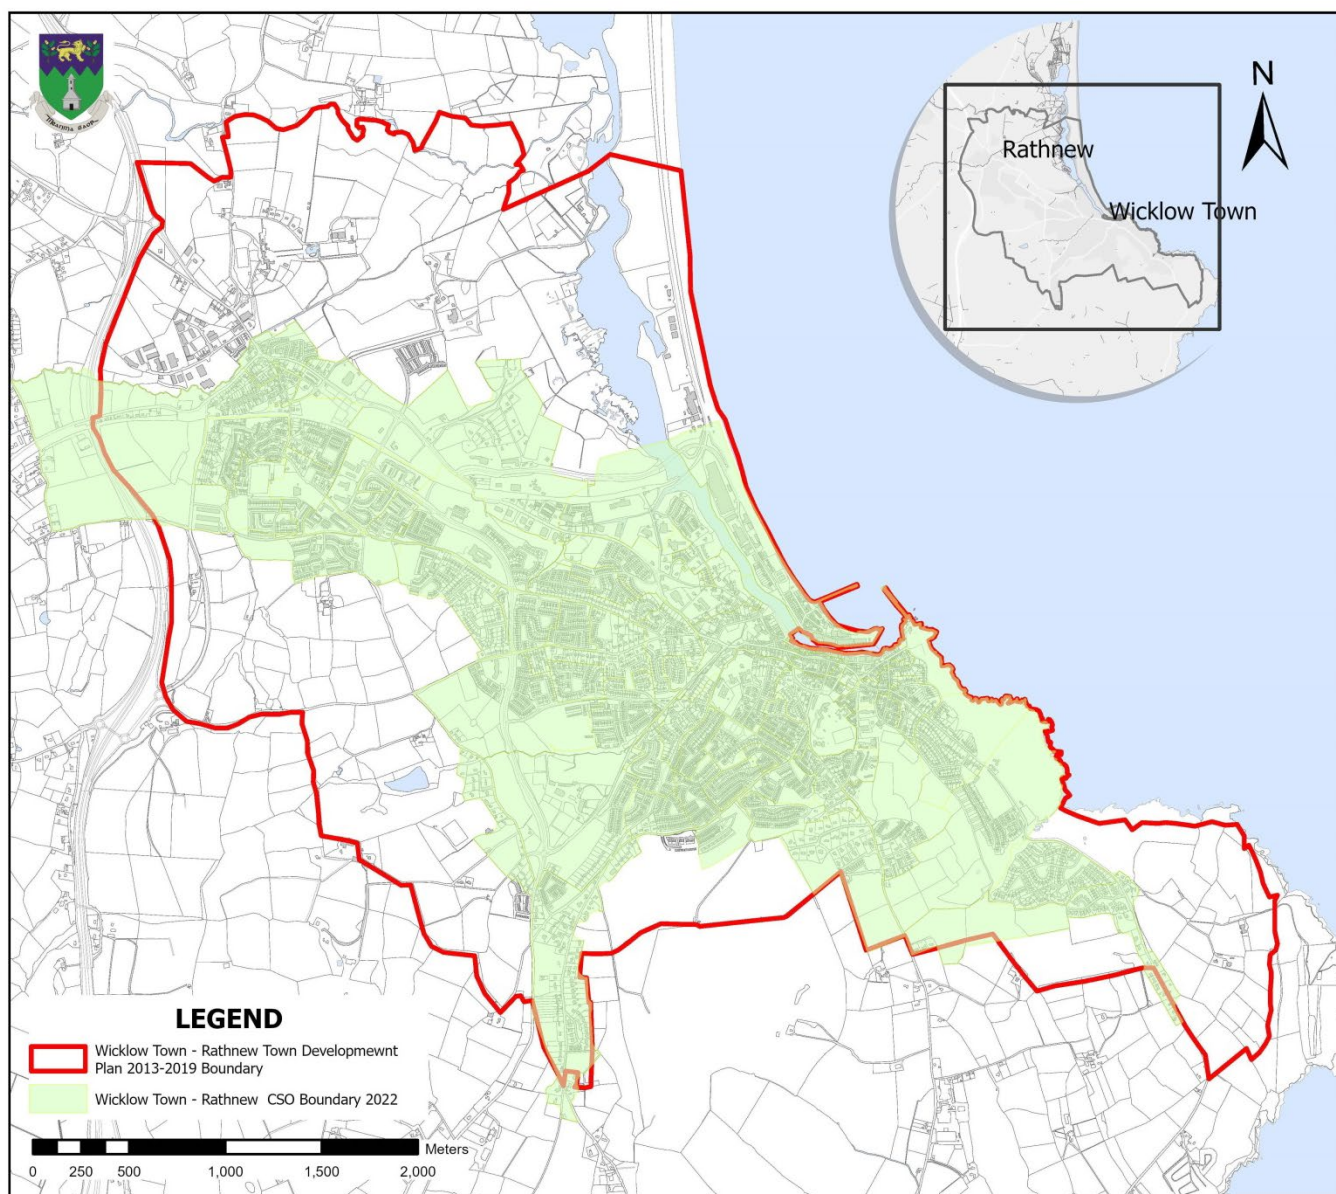 N
Rathnew
Wicklow Town
LEGEND
Wicklow Town - Rathnew Town Developmewnt
Plan 2013-2019 Boundary
Wicklow Town - Rathnew CSO Boundary 2022
Meters
0 250 500 1,000 1,500 2,000